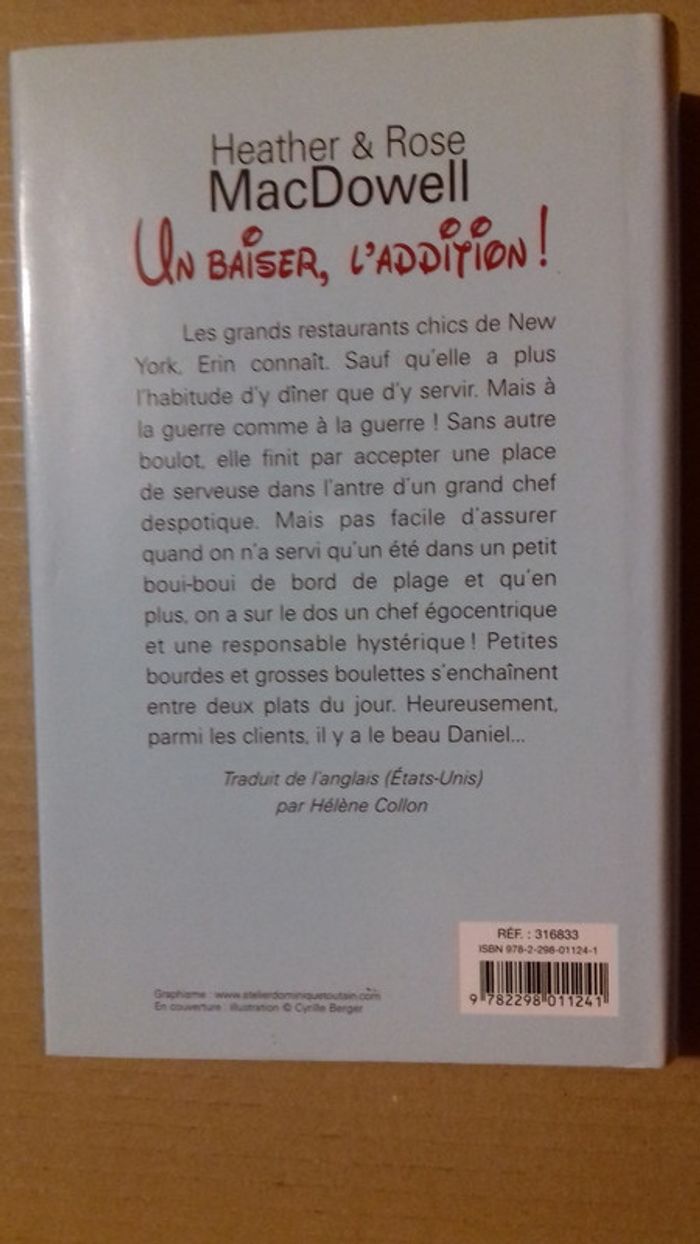 Heather & Rose
MacDowell
Un baiser, l'addition !
Les grands restaurants chics de New
York, Erin connaît. Sauf qu'elle a plus
l'habitude d'y dîner que d'y servir. Mais à
la guerre comme à la guerre ! Sans autre
boulot, elle finit par accepter une place
de serveuse dans l'antre d'un grand chef
despotique. Mais pas facile d'assurer
quand on n'a servi qu'un été dans un petit
boui-boui de bord de plage et qu'en
plus, on a sur le dos un chef égocentrique
et une responsable hystérique ! Petites
bourdes et grosses boulettes s'enchaînent
entre deux plats du jour. Heureusement,
parmi les clients, il y a le beau Daniel...
Traduit de l'anglais (États-Unis)
par Hélène Collon
RÉF. : 316833
ISBN 978-2-298-01124-1
9 782298 011241
Graphisme : www.atelierdominiquetoutain.com
En couverture : illustration © Cyrille Berger